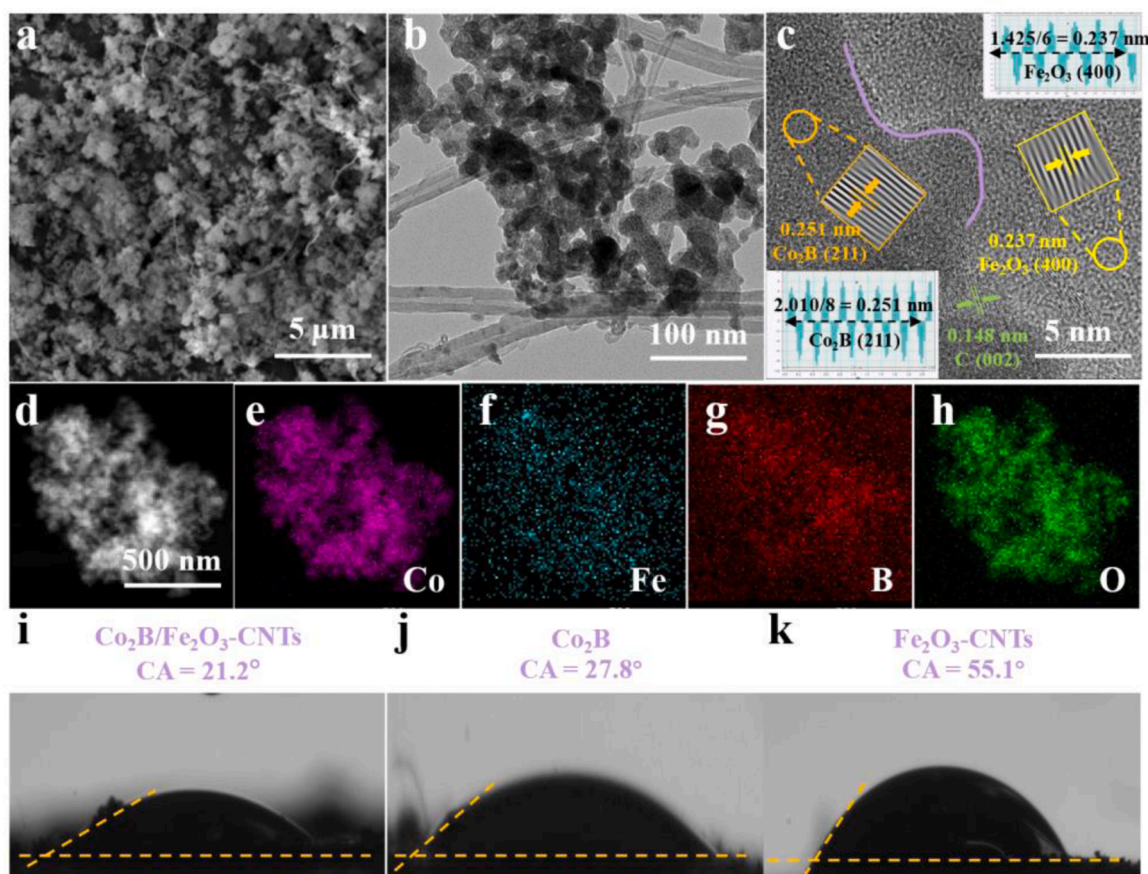 a
b
c
1.425/6 = 0.237 nm
Fe₂O₃ (400)
0.251 nm
Co₂B (211)
0.237 nm
Fe₂O₃ (400)
2.010/8 = 0.251 nm
Co₂B (211)
0.148 nm
C (002)
5 μm
100 nm
5 nm
d
e
f
g
h
500 nm
Co
Fe
B
O
i
Co₂B/Fe₂O₃-CNTs
CA = 21.2°
j
Co₂B
CA = 27.8°
k
Fe₂O₃-CNTs
CA = 55.1°